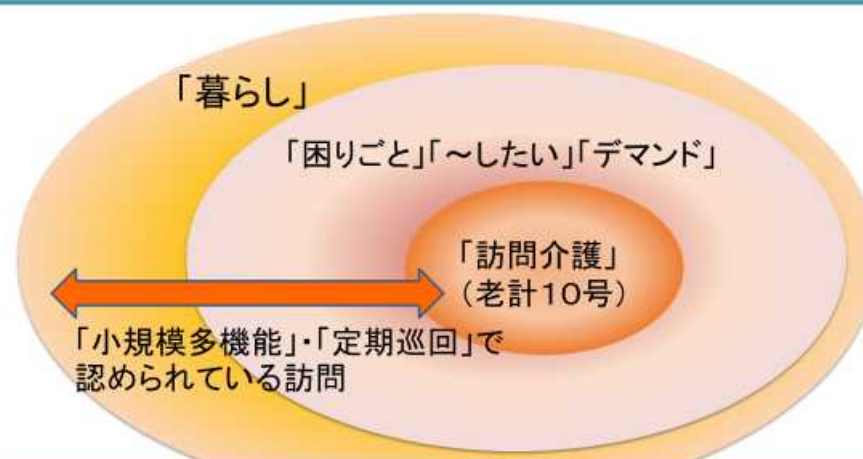 「暮らし」
「困りごと」「～したい」「デマンド」
「訪問介護」
（老計１０号）
「小規模多機能」・「定期巡回」で
認められている訪問